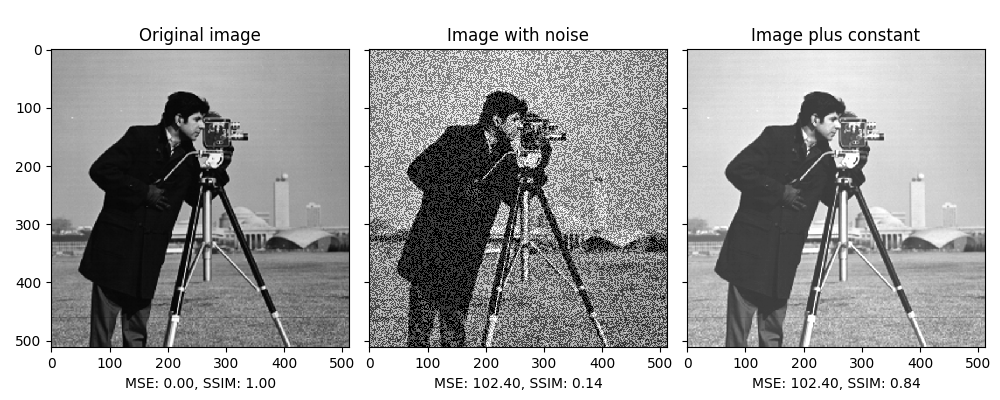 Original image
Image with noise
Image plus constant
0
100
200
300
400
500
0 100 200 300 400 500
0 100 200 300 400 500
0 100 200 300 400 500
MSE: 0.00, SSIM: 1.00
MSE: 102.40, SSIM: 0.14
MSE: 102.40, SSIM: 0.84